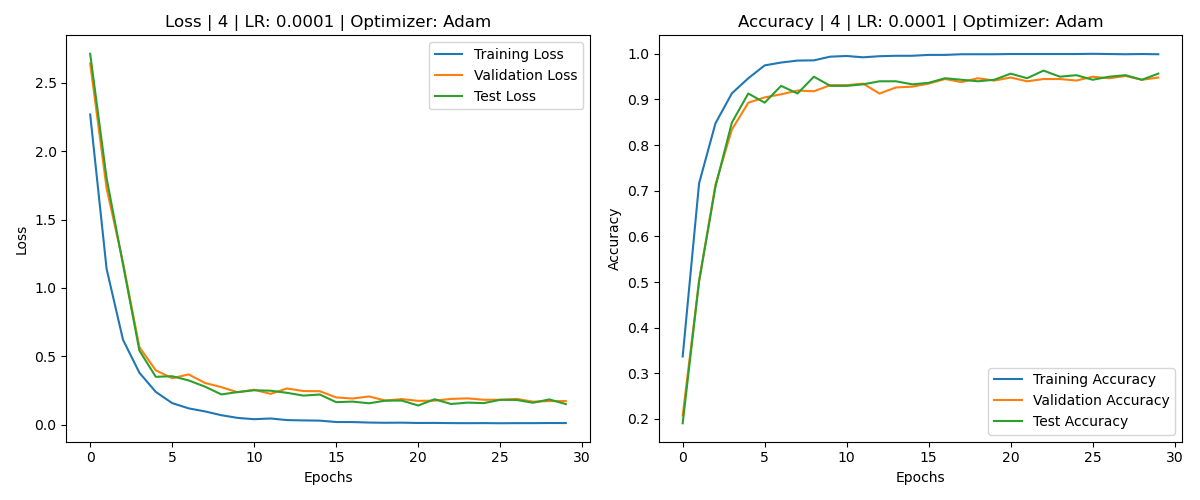 Loss | 4 | LR: 0.0001 | Optimizer: Adam
Training Loss
Validation Loss
Test Loss
2.5
2.0
1.5
1.0
0.5
0.0
Loss
0 5 10 15 20 25 30
Epochs
Accuracy | 4 | LR: 0.0001 | Optimizer: Adam
1.0
0.9
0.8
0.7
0.6
0.5
0.4
0.3
0.2
Accuracy
Training Accuracy
Validation Accuracy
Test Accuracy
0 5 10 15 20 25 30
Epochs